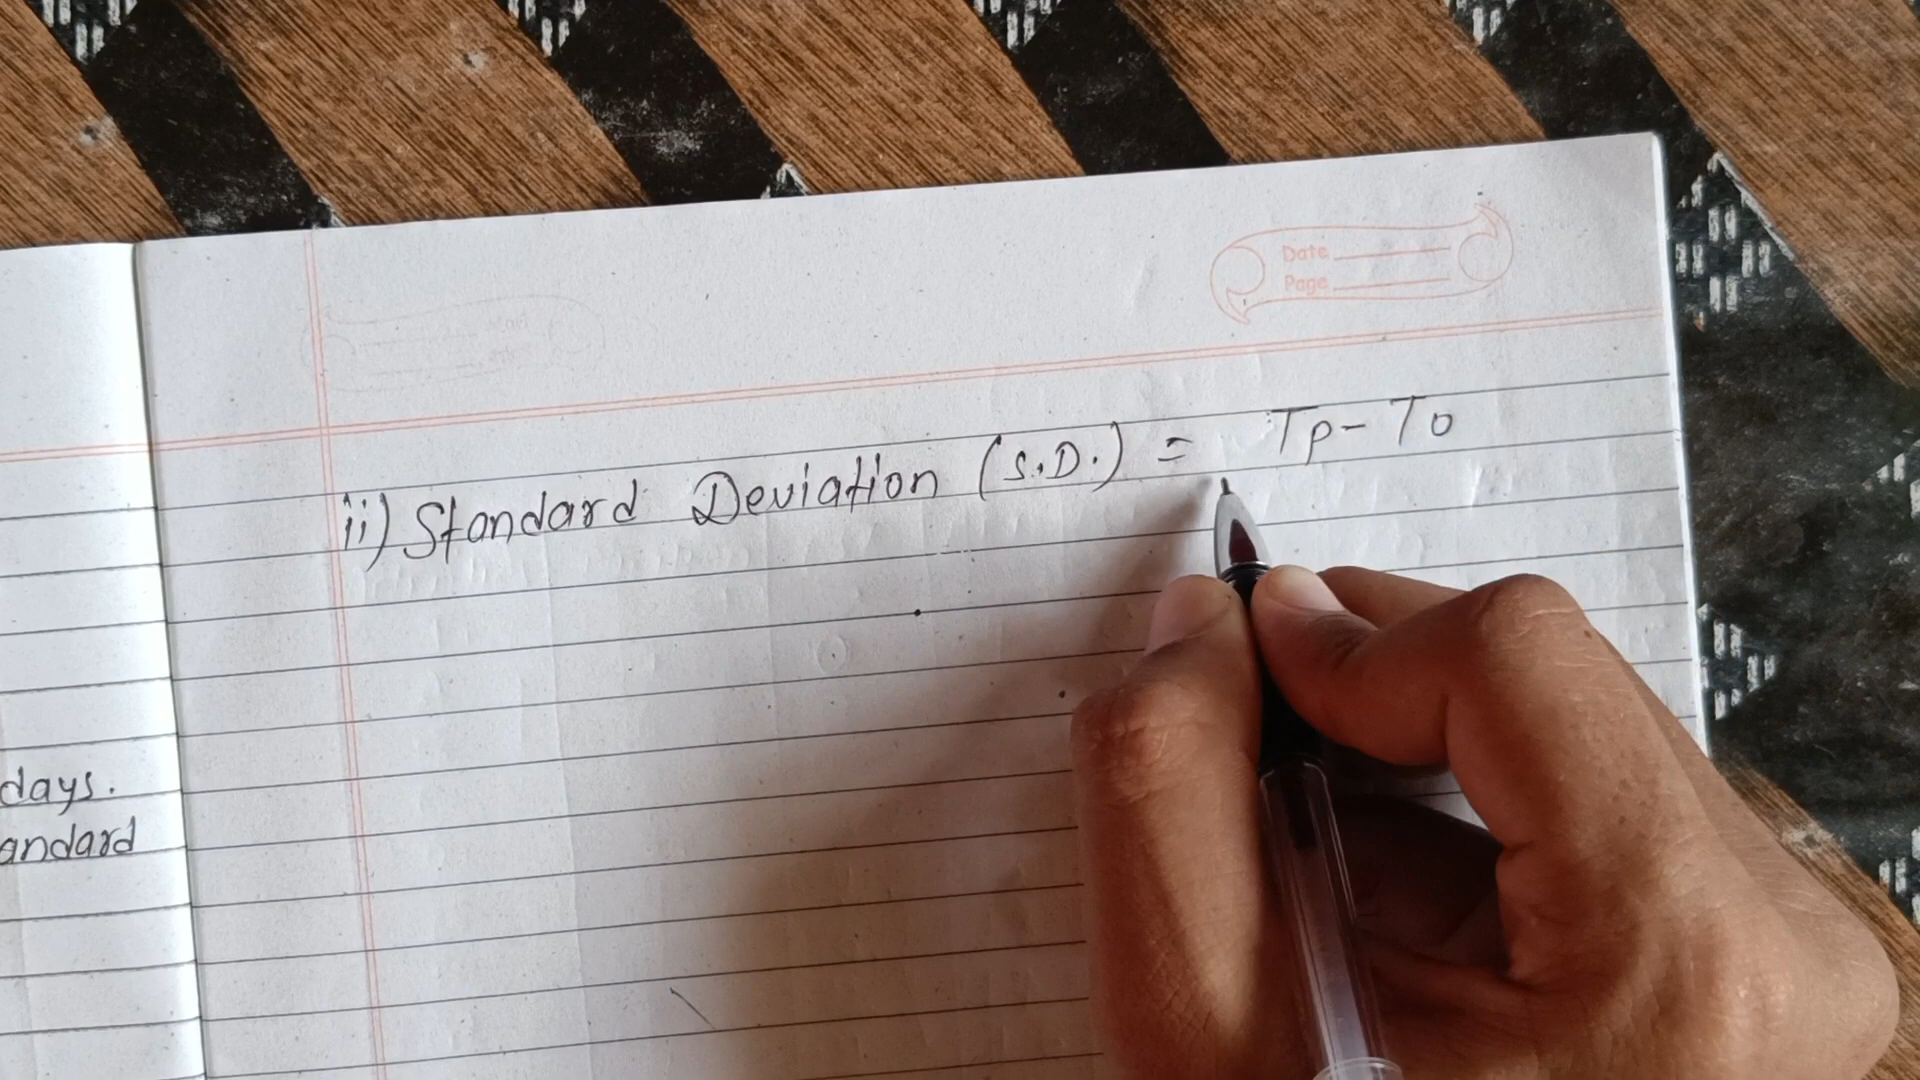 Date
Page
ii) Standard Deviation (S.D.) = Tp - To
days.
andard